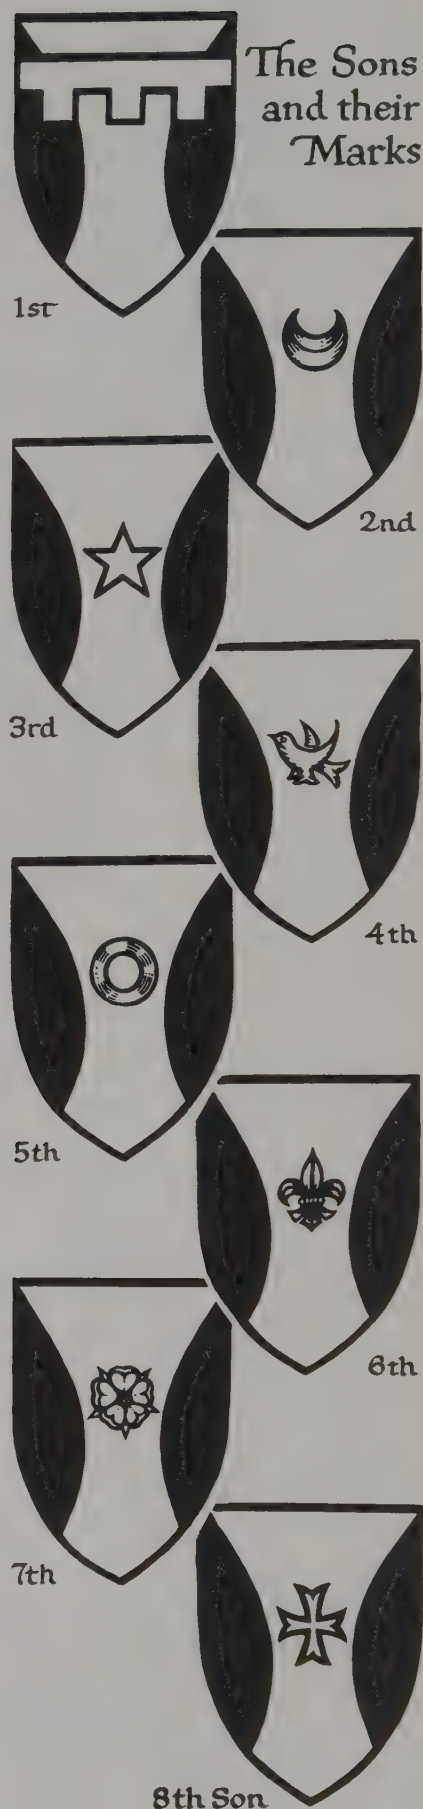 The Sons
and their
Marks
1st
2nd
3rd
4th
5th
6th
7th
8th Son